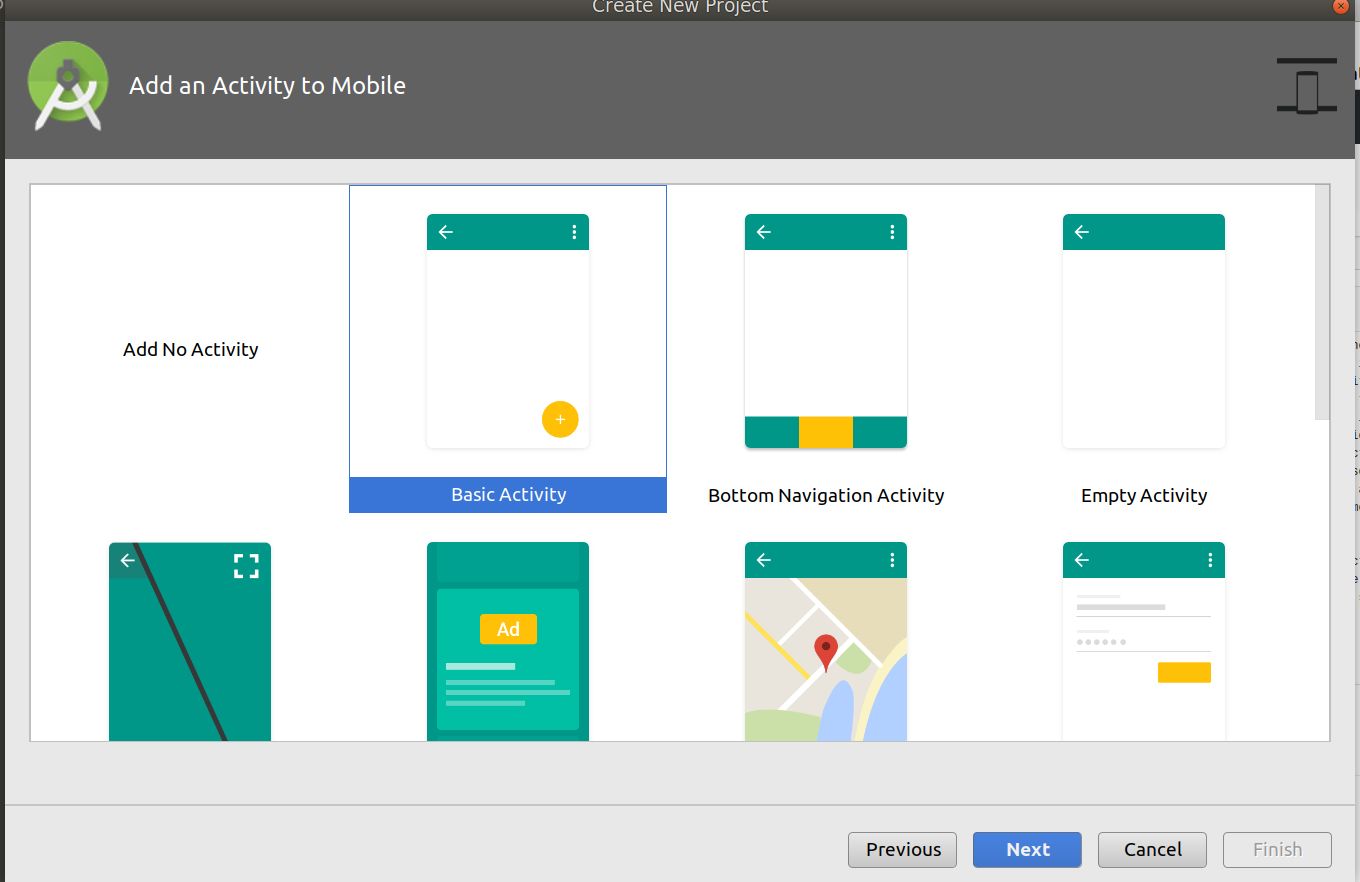 Create New Project
Add an Activity to Mobile
Add No Activity
Basic Activity
Bottom Navigation Activity
Empty Activity
Ad
Previous
Next
Cancel
Finish